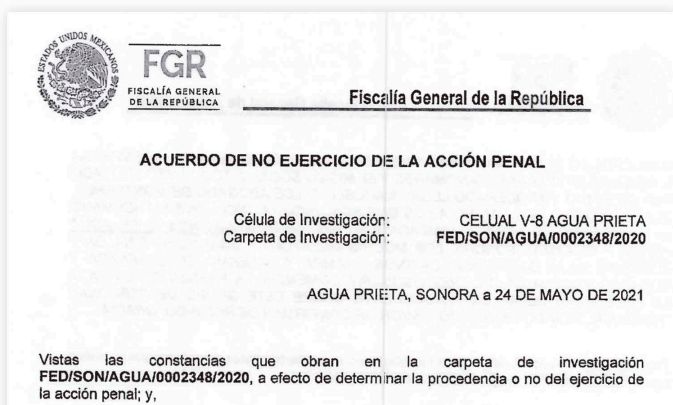 ESTADOS UNIDOS MEXICANOS
FGR
FISCALÍA GENERAL
DE LA REPÚBLICA
Fiscalía General de la República
ACUERDO DE NO EJERCICIO DE LA ACCIÓN PENAL
Célula de Investigación: CELUAL V-8 AGUA PRIETA
Carpeta de Investigación: FED/SON/AGUA/0002348/2020
AGUA PRIETA, SONORA a 24 DE MAYO DE 2021
Vistas las constancias que obran en la carpeta de investigación
FED/SON/AGUA/0002348/2020, a efecto de determinar la procedencia o no del ejercicio de
la acción penal; y,